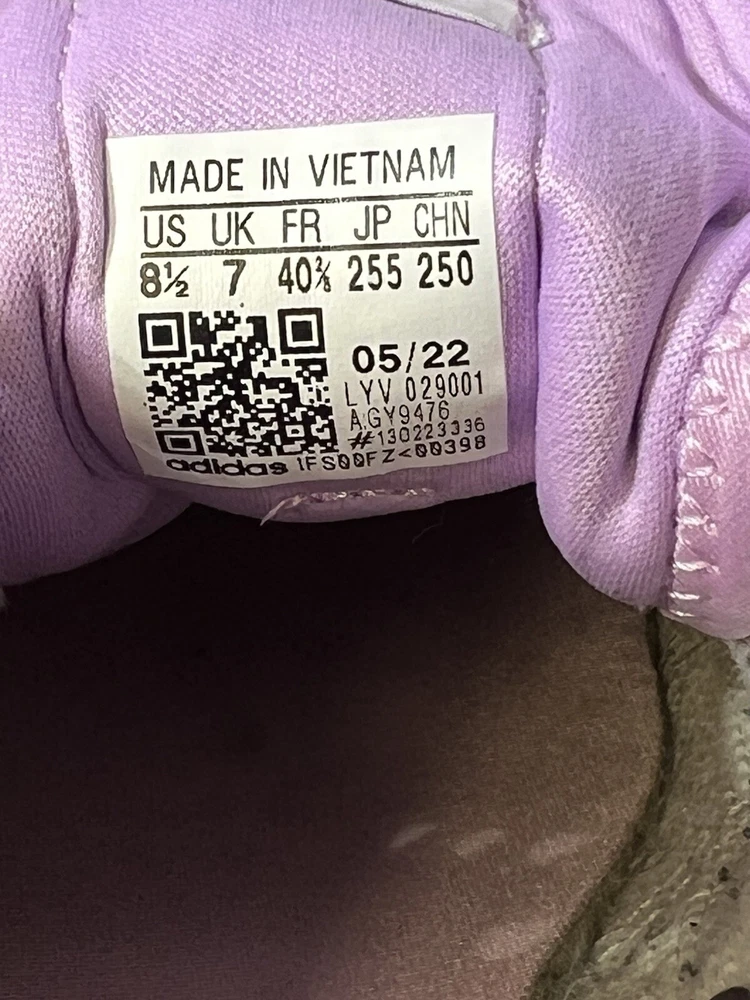 MADE IN VIETNAM
US UK FR JP CHN
8½ 7 40⅔ 255 250
05/22
LYV 029001
A.GY9476
#130223336
adidas 1FS00FZ<00398